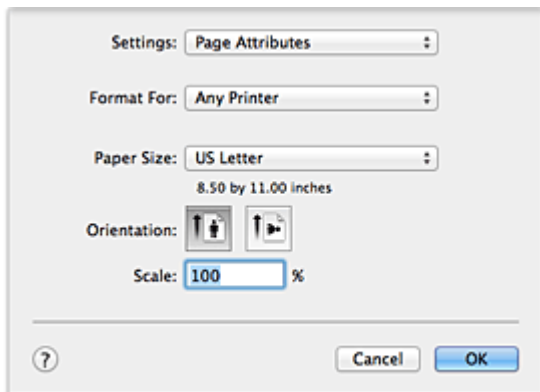 Settings: Page Attributes
Format For: Any Printer
Paper Size: US Letter
8.50 by 11.00 inches
Orientation:
Scale: 100 %
? Cancel OK